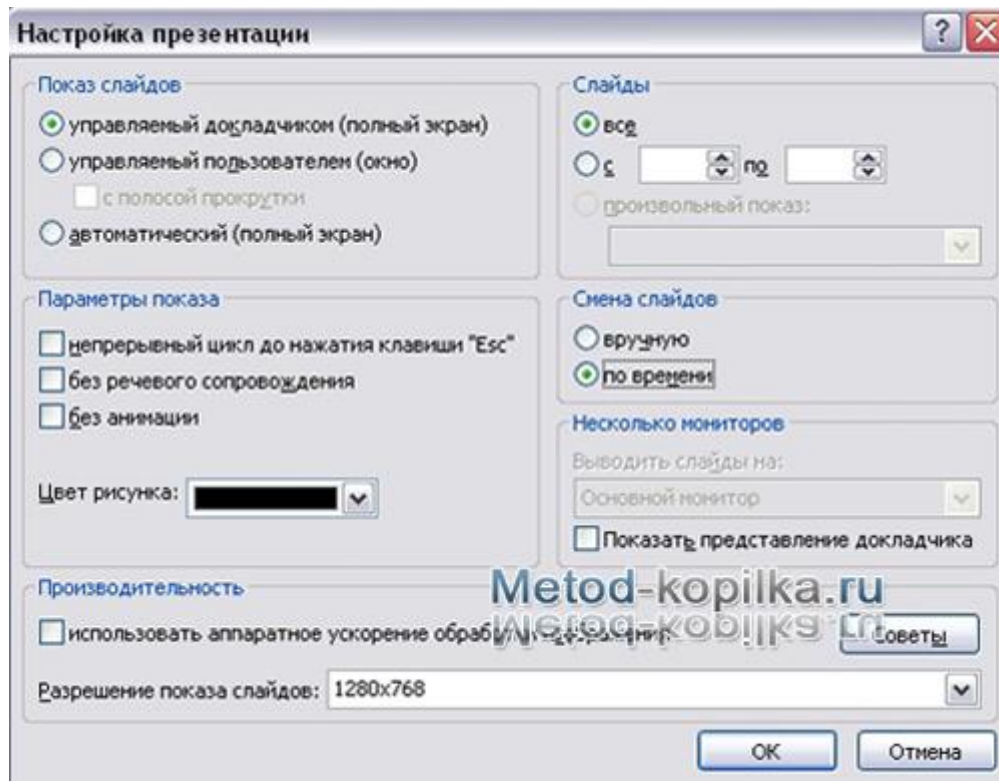 Настройка презентации
Показ слайдов
управляемый докладчиком (полный экран)
управляемый пользователем (окно)
с полосой прокрутки
автоматический (полный экран)
Слайды
все
с по
произвольный показ:
Параметры показа
непрерывный цикл до нажатия клавиши "Esc"
без речевого сопровождения
без анимации
Цвет рисунка:
Смена слайдов
вручную
по времени
Несколько мониторов
Выводить слайды на:
Основной монитор
Показать представление докладчика
Производительность
Metod-kopilka.ru
использовать аппаратное ускорение обработки изображения
Советы
Разрешение показа слайдов: 1280x768
ОК Отмена